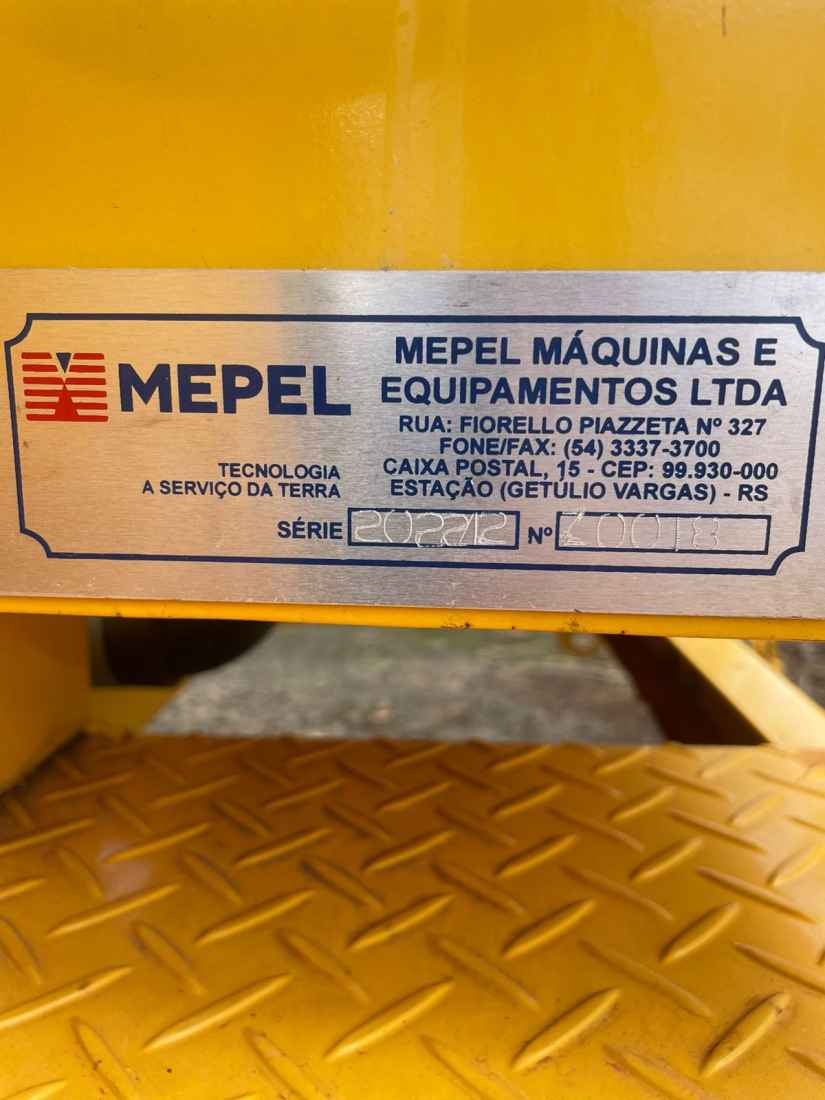 MEPEL
TECNOLOGIA
A SERVIÇO DA TERRA
MEPEL MÁQUINAS E
EQUIPAMENTOS LTDA
RUA: FIORELLO PIAZZETA Nº 327
FONE/FAX: (54) 3337-3700
CAIXA POSTAL, 15 - CEP: 99.930-000
ESTAÇÃO (GETÚLIO VARGAS) - RS
SÉRIE 202212 Nº